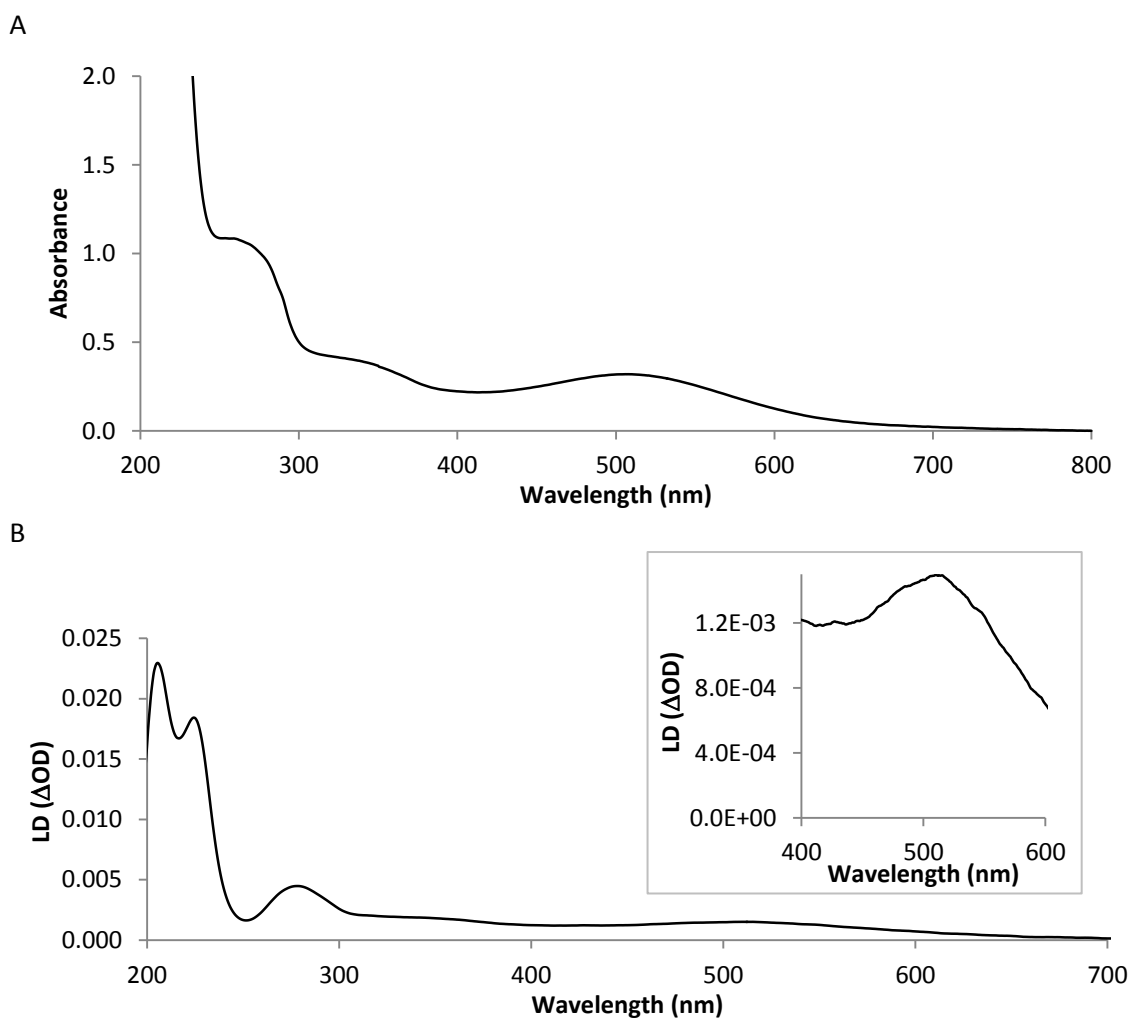 A
2.0
1.5
1.0
0.5
0.0
Absorbance
200 300 400 500 600 700 800
Wavelength (nm)
B
0.025
0.020
0.015
0.010
0.005
0.000
LD (ΔOD)
200 300 400 500 600 700
Wavelength (nm)
1.2E-03
8.0E-04
4.0E-04
0.0E+00
LD (ΔOD)
400 500 600
Wavelength (nm)